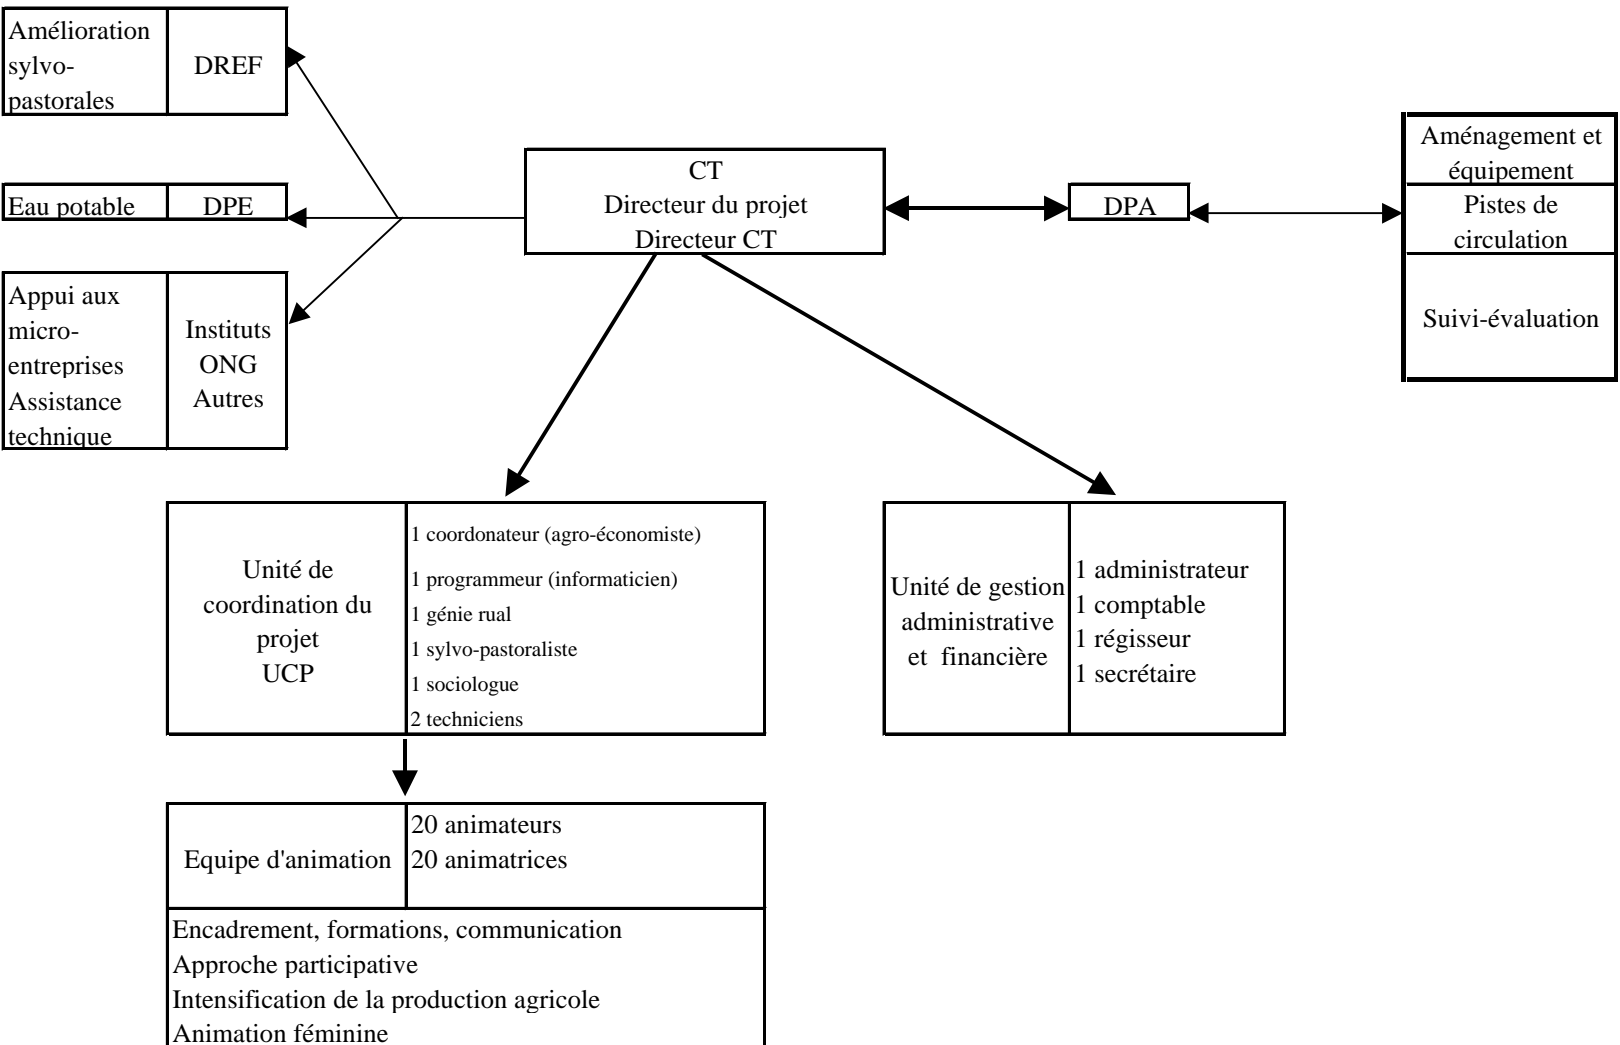 Amélioration
sylvo-
pastorales
DREF
Eau potable
DPE
Appui aux
micro-
entreprises
Assistance
technique
Instituts
ONG
Autres
CT
Directeur du projet
Directeur CT
DPA
Aménagement et
équipement
Pistes de
circulation
Suivi-évaluation
Unité de
coordination du
projet
UCP
1 coordonateur (agro-économiste)
1 programmeur (informaticien)
1 génie rual
1 sylvo-pastoraliste
1 sociologue
2 techniciens
Unité de gestion
administrative
et financière
1 administrateur
1 comptable
1 régisseur
1 secrétaire
Equipe d'animation
20 animateurs
20 animatrices
Encadrement, formations, communication
Approche participative
Intensification de la production agricole
Animation féminine